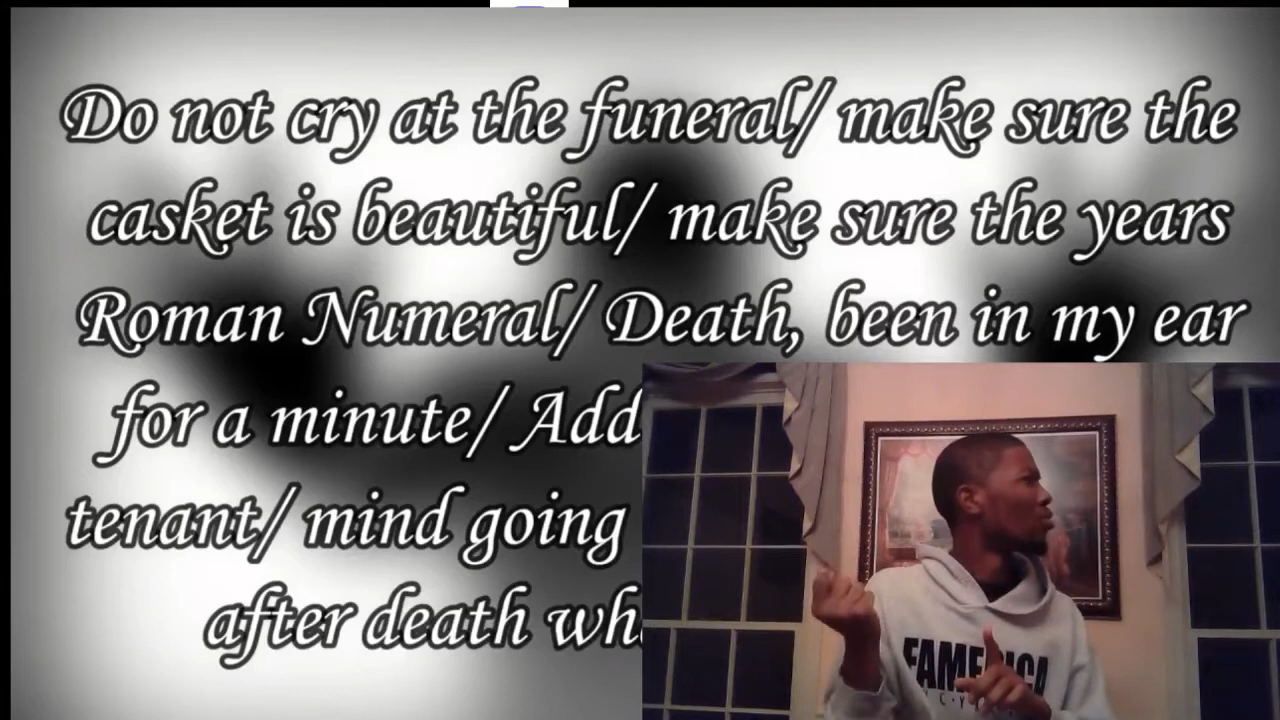 Do not cry at the funeral/ make sure the
casket is beautiful/ make sure the years
Roman Numeral/ Death, been in my ear
for a minute/ Add
tenant/ mind going
after death
FAMERICA